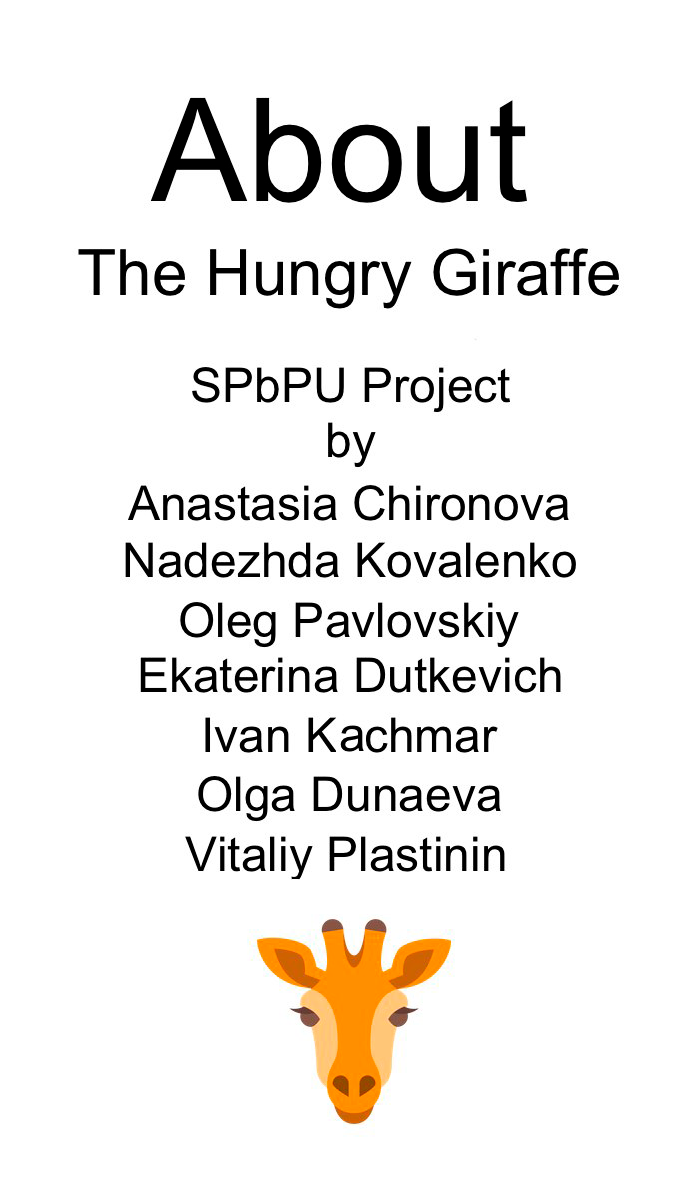 About
The Hungry Giraffe
SPbPU Project
by
Anastasia Chironova
Nadezhda Kovalenko
Oleg Pavlovskiy
Ekaterina Dutkevich
Ivan Kachmar
Olga Dunaeva
Vitaliy Plastinin